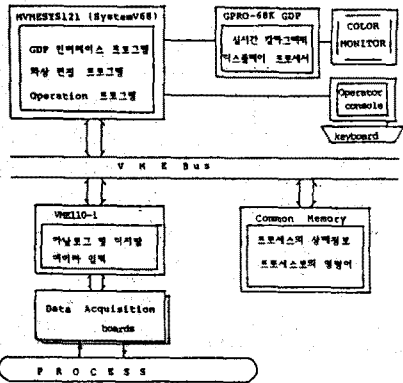 MVMESYS121 (SystemV68)
GDP 인터페이스 프로그램
화상 편집 프로그램
Operation 프로그램
GPRO-68K GDP
실시간 칼라그래픽
디스플레이 프로세서
COLOR
MONITOR
Operator
console
keyboard
V M E Bus
VME110-1
아날로그 및 디지탈
데이타 입력
Common Memory
프로세스의 상태정보
프로세스로의 명령어
Data Acquisition
boards
P R O C E S S